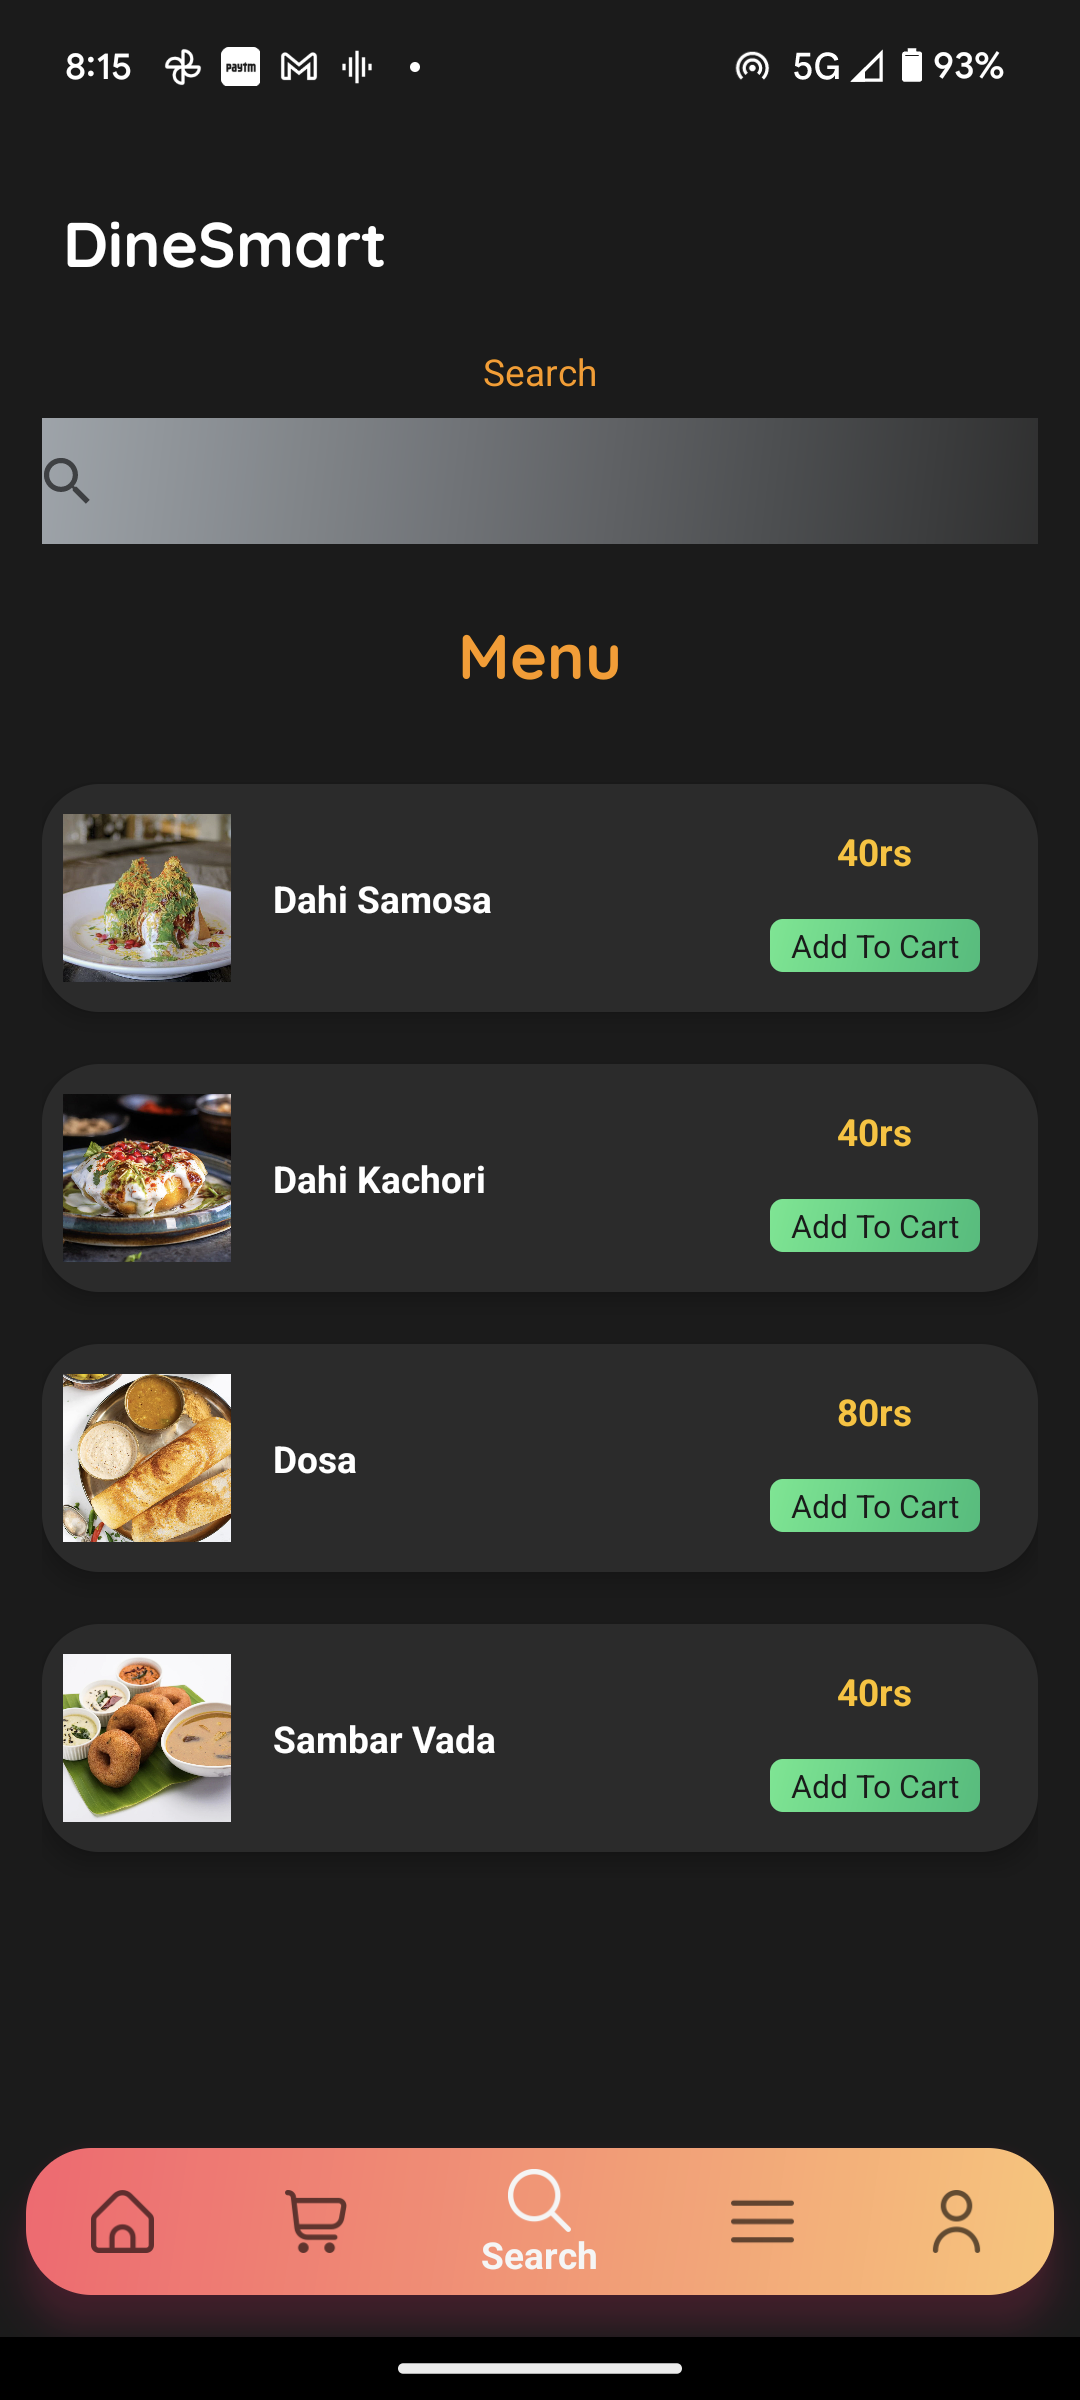 8:15 paytm 5G 93%
DineSmart
Search
Menu
40rs
Dahi Samosa
Add To Cart
40rs
Dahi Kachori
Add To Cart
80rs
Dosa
Add To Cart
40rs
Sambar Vada
Add To Cart
Search